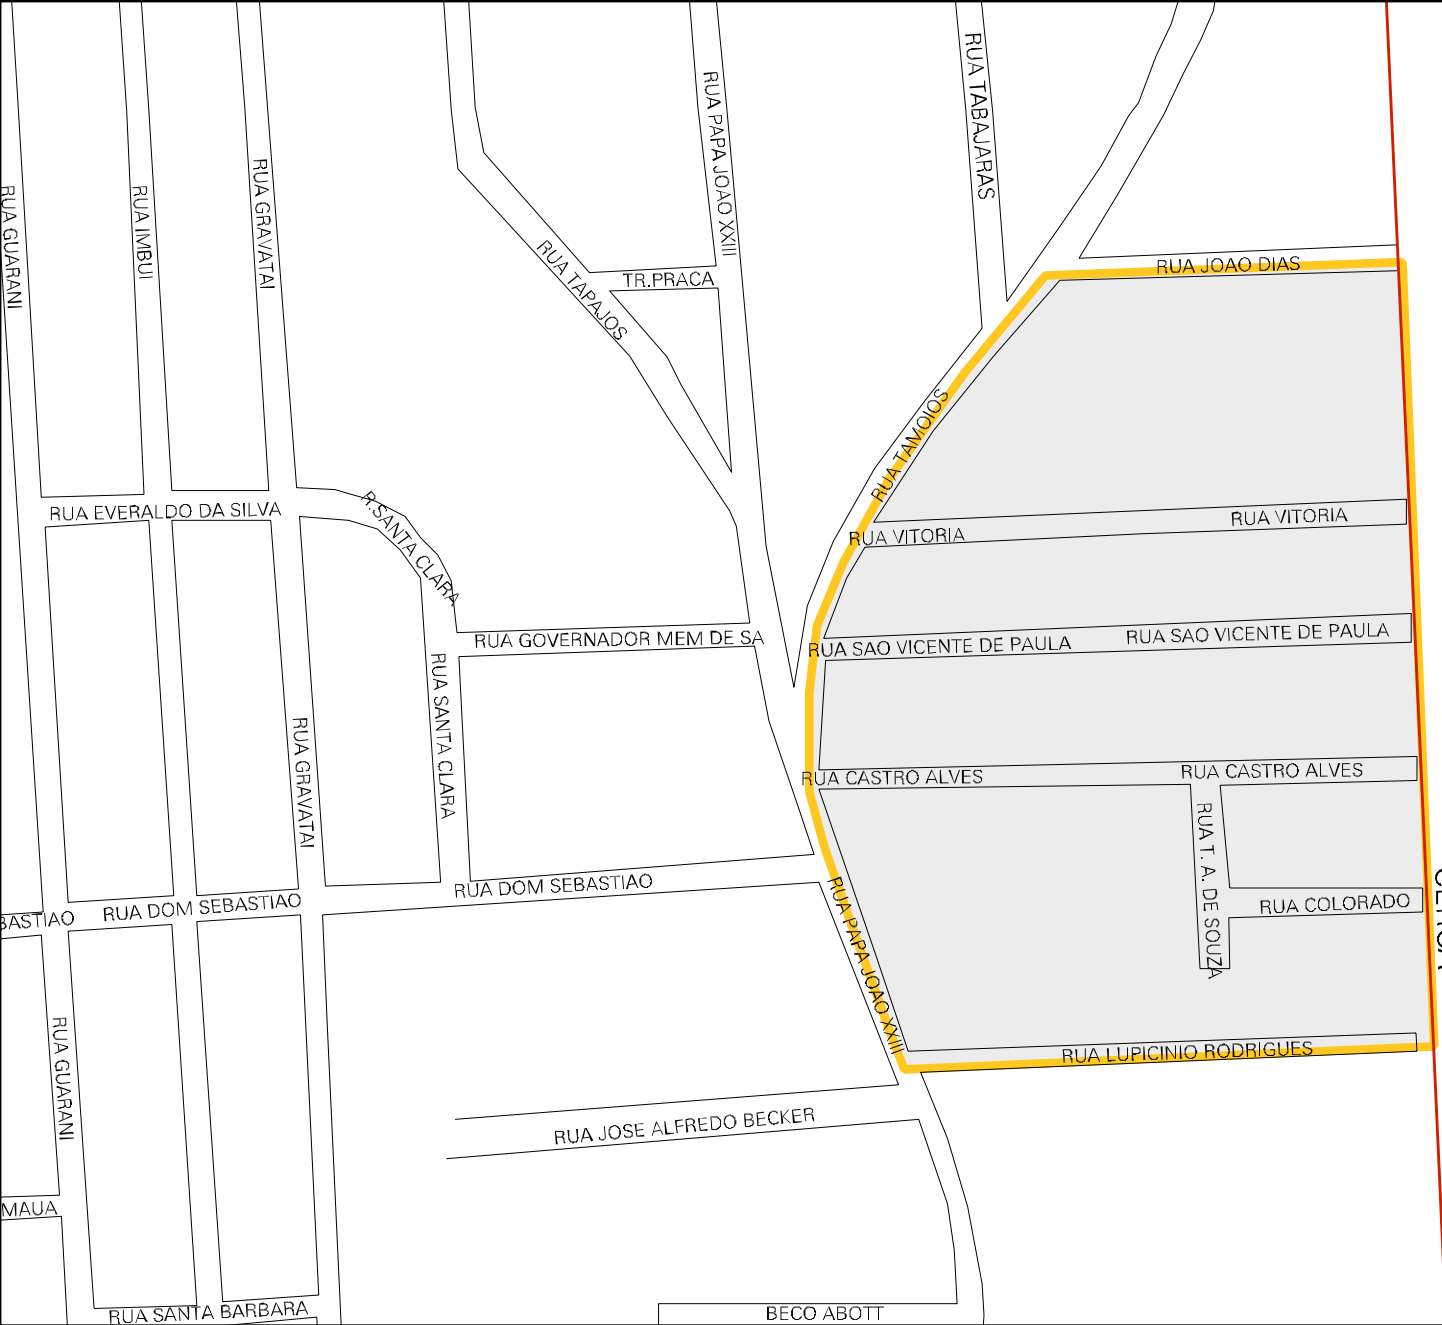 RUA TABAJARAS
RUA PAPA JOAO XXIII
RUA GRAVATAI
RUA IMBUI
RUA GUARANI
RUA TAPAJOS
TR.PRACA
RUA JOAO DIAS
RUA TAMOIOS
R.SANTA CLARA
RUA EVERALDO DA SILVA
RUA VITORIA
RUA VITORIA
RUA GOVERNADOR MEM DE SA
RUA SAO VICENTE DE PAULA
RUA SAO VICENTE DE PAULA
RUA SANTA CLARA
RUA GRAVATAI
RUA CASTRO ALVES
RUA CASTRO ALVES
RUA T. A. DE SOUZA
RUA DOM SEBASTIAO
RUA DOM SEBASTIAO
BASTIAO
RUA COLORADO
RUA PAPA JOAO XXIII
RUA GUARANI
RUA LUPICINIO RODRIGUES
RUA JOSE ALFREDO BECKER
MAUA
RUA SANTA BARBARA
BECO ABOTT